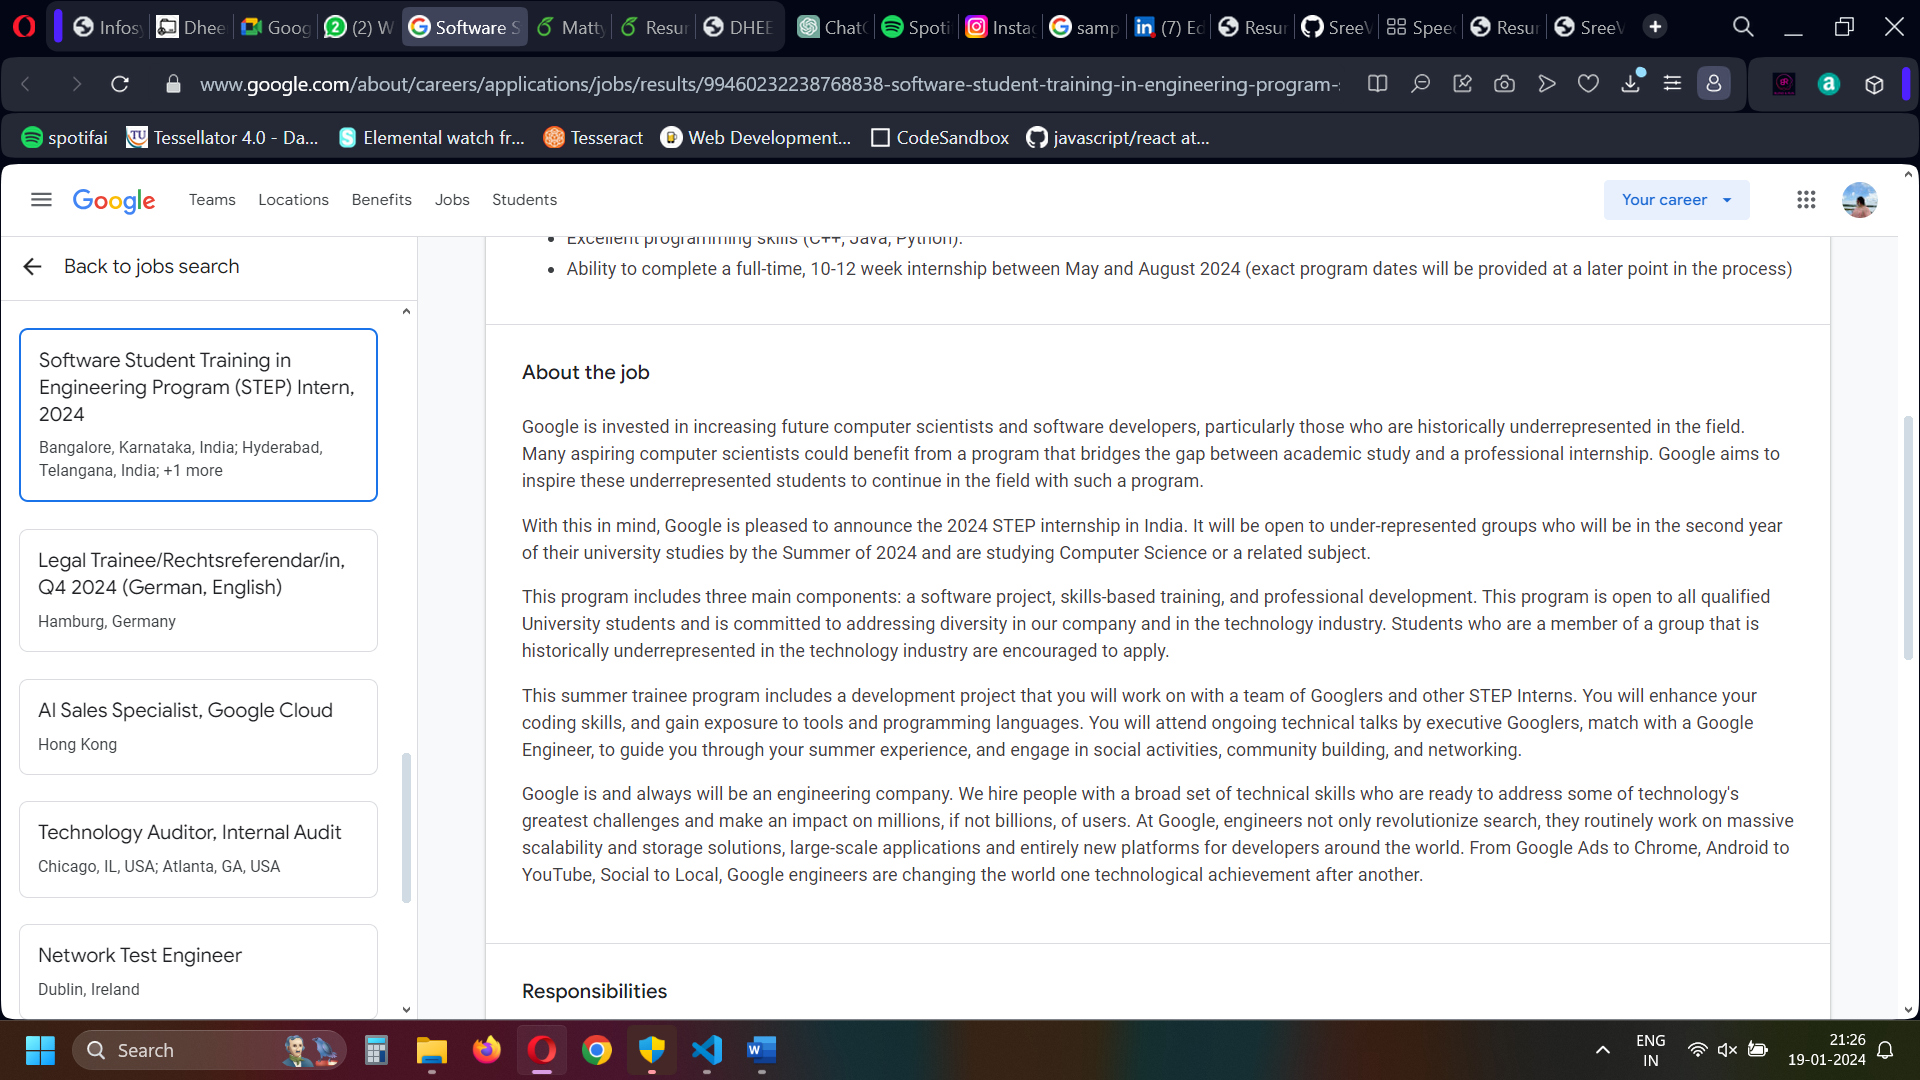 Infosy
Dhee
Goog
(2) W
Software S
Matty
Resur
DHEE
ChatG
Spoti
Insta
samp
(7) Ed
Resur
SreeV
Spee
Resur
SreeV
www.google.com/about/careers/applications/jobs/results/99460232238768838-software-student-training-in-engineering-program-
spotifai
Tessellator 4.0 - Da...
Elemental watch fr...
Tesseract
Web Development...
CodeSandbox
javascript/react at...
Google
Teams
Locations
Benefits
Jobs
Students
Your career
Back to jobs search
Software Student Training in
Engineering Program (STEP) Intern,
2024
Bangalore, Karnataka, India; Hyderabad,
Telangana, India; +1 more
Legal Trainee/Rechtsreferendar/in,
Q4 2024 (German, English)
Hamburg, Germany
AI Sales Specialist, Google Cloud
Hong Kong
Technology Auditor, Internal Audit
Chicago, IL, USA; Atlanta, GA, USA
Network Test Engineer
Dublin, Ireland
Excellent programming skills (C++, Java, Python).
Ability to complete a full-time, 10-12 week internship between May and August 2024 (exact program dates will be provided at a later point in the process)
About the job
Google is invested in increasing future computer scientists and software developers, particularly those who are historically underrepresented in the field.
Many aspiring computer scientists could benefit from a program that bridges the gap between academic study and a professional internship. Google aims to
inspire these underrepresented students to continue in the field with such a program.
With this in mind, Google is pleased to announce the 2024 STEP internship in India. It will be open to under-represented groups who will be in the second year
of their university studies by the Summer of 2024 and are studying Computer Science or a related subject.
This program includes three main components: a software project, skills-based training, and professional development. This program is open to all qualified
University students and is committed to addressing diversity in our company and in the technology industry. Students who are a member of a group that is
historically underrepresented in the technology industry are encouraged to apply.
This summer trainee program includes a development project that you will work on with a team of Googlers and other STEP Interns. You will enhance your
coding skills, and gain exposure to tools and programming languages. You will attend ongoing technical talks by executive Googlers, match with a Google
Engineer, to guide you through your summer experience, and engage in social activities, community building, and networking.
Google is and always will be an engineering company. We hire people with a broad set of technical skills who are ready to address some of technology's
greatest challenges and make an impact on millions, if not billions, of users. At Google, engineers not only revolutionize search, they routinely work on massive
scalability and storage solutions, large-scale applications and entirely new platforms for developers around the world. From Google Ads to Chrome, Android to
YouTube, Social to Local, Google engineers are changing the world one technological achievement after another.
Responsibilities
Search
ENG
IN
21:26
19-01-2024